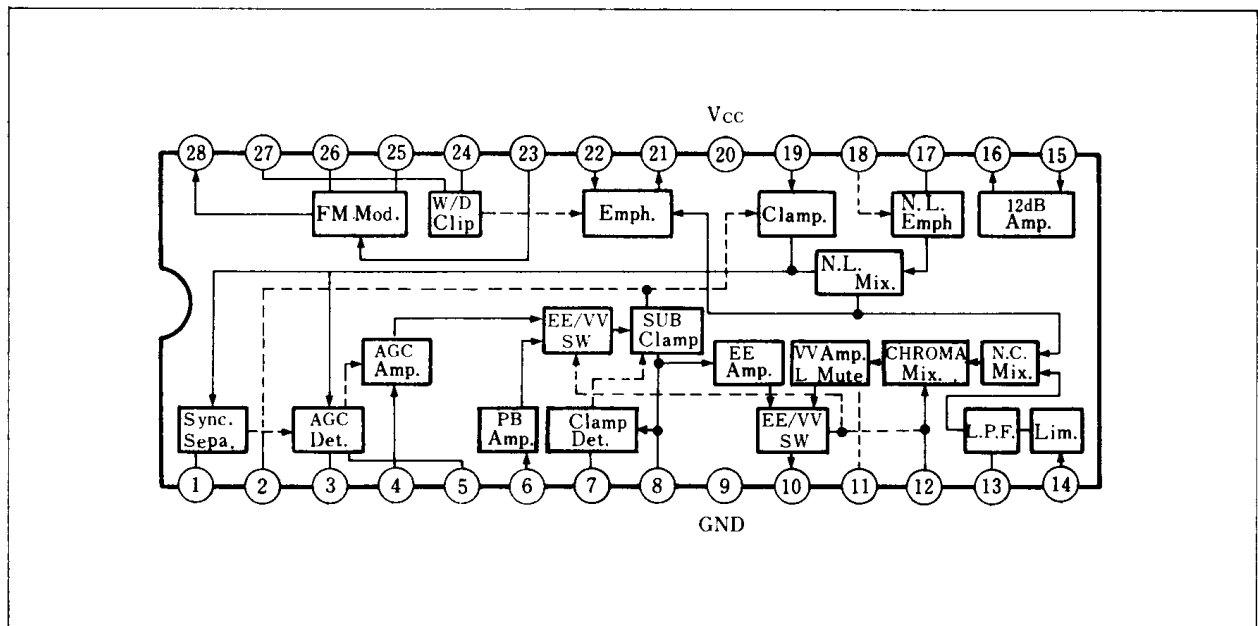 VCC
28 27 26 25 24 23 22 21 20 19 18 17 16 15
FM Mod.
W/D
Clip
Emph.
Clamp.
N.L.
Emph
12dB
Amp.
N.L.
Mix.
EE/VV
SW
SUB
Clamp
AGC
Amp.
EE
Amp.
VV Amp.
L Mute
CHROMA
Mix.
N.C.
Mix.
Sync.
Sepa.
AGC
Det.
PB
Amp.
Clamp
Det.
EE/VV
SW
L.P.F.
Lim.
1 2 3 4 5 6 7 8 9 10 11 12 13 14
GND